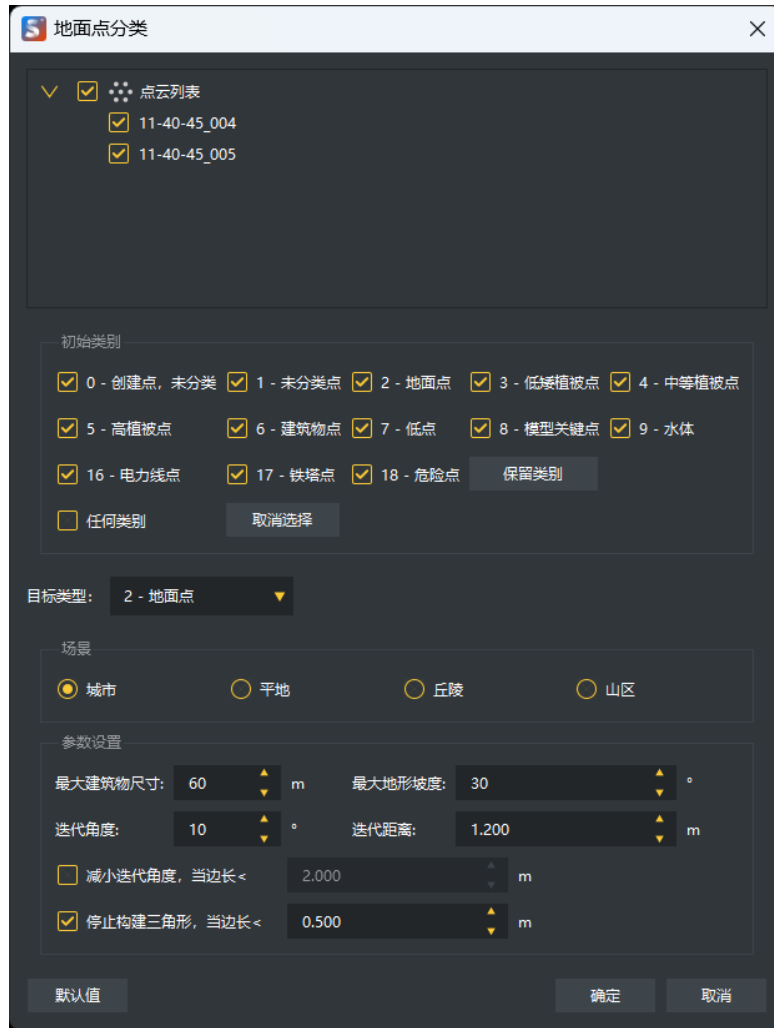 地面点分类
点云列表
11-40-45_004
11-40-45_005
初始类别
0 - 创建点，未分类 1 - 未分类点 2 - 地面点 3 - 低矮植被点 4 - 中等植被点
5 - 高植被点 6 - 建筑物点 7 - 低点 8 - 模型关键点 9 - 水体
16 - 电力线点 17 - 铁塔点 18 - 危险点 保留类别
任何类别 取消选择
目标类型: 2 - 地面点
场景
城市 平地 丘陵 山区
参数设置
最大建筑物尺寸: 60 m 最大地形坡度: 30 °
迭代角度: 10 ° 迭代距离: 1.200 m
减小迭代角度，当边长< 2.000 m
停止构建三角形，当边长< 0.500 m
默认值 确定 取消